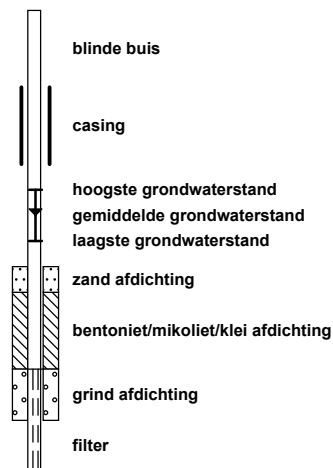 blinde buis
casing
hoogste grondwaterstand
gemiddelde grondwaterstand
laagste grondwaterstand
zand afdichting
bentoniet/mikoliet/klei afdichting
grind afdichting
filter